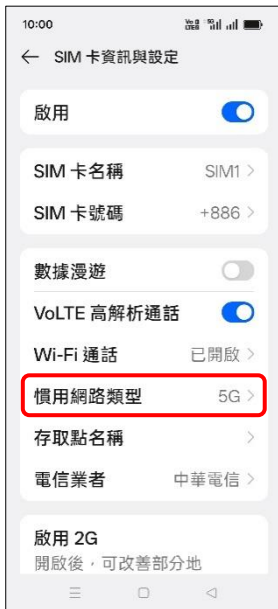 10:00
← SIM 卡資訊與設定
啟用
SIM 卡名稱 SIM1 >
SIM 卡號碼 +886 >
數據漫遊
VoLTE 高解析通話
Wi-Fi 通話 已開啟 >
慣用網路類型 5G >
存取點名稱 >
電信業者 中華電信 >
啟用 2G
開啟後，可改善部分地